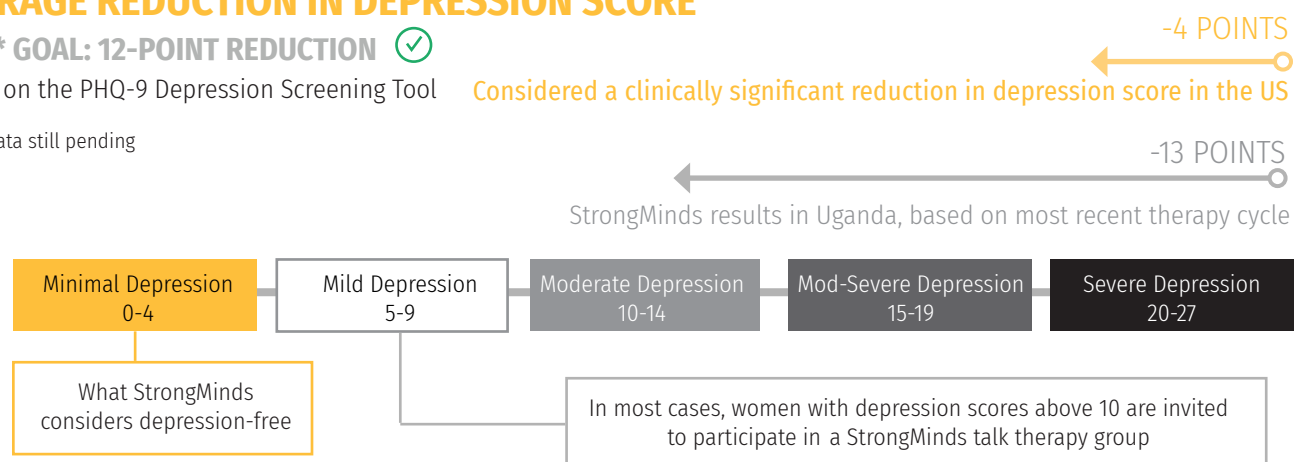 REDUCTION IN DEPRESSION SCORE
* GOAL: 12-POINT REDUCTION
on the PHQ-9 Depression Screening Tool
still pending
-4 POINTS
Considered a clinically significant reduction in depression score in the US
-13 POINTS
StrongMinds results in Uganda, based on most recent therapy cycle
Minimal Depression
0-4
Mild Depression
5-9
Moderate Depression
10-14
Mod-Severe Depression
15-19
Severe Depression
20-27
What StrongMinds
considers depression-free
In most cases, women with depression scores above 10 are invited
to participate in a StrongMinds talk therapy group